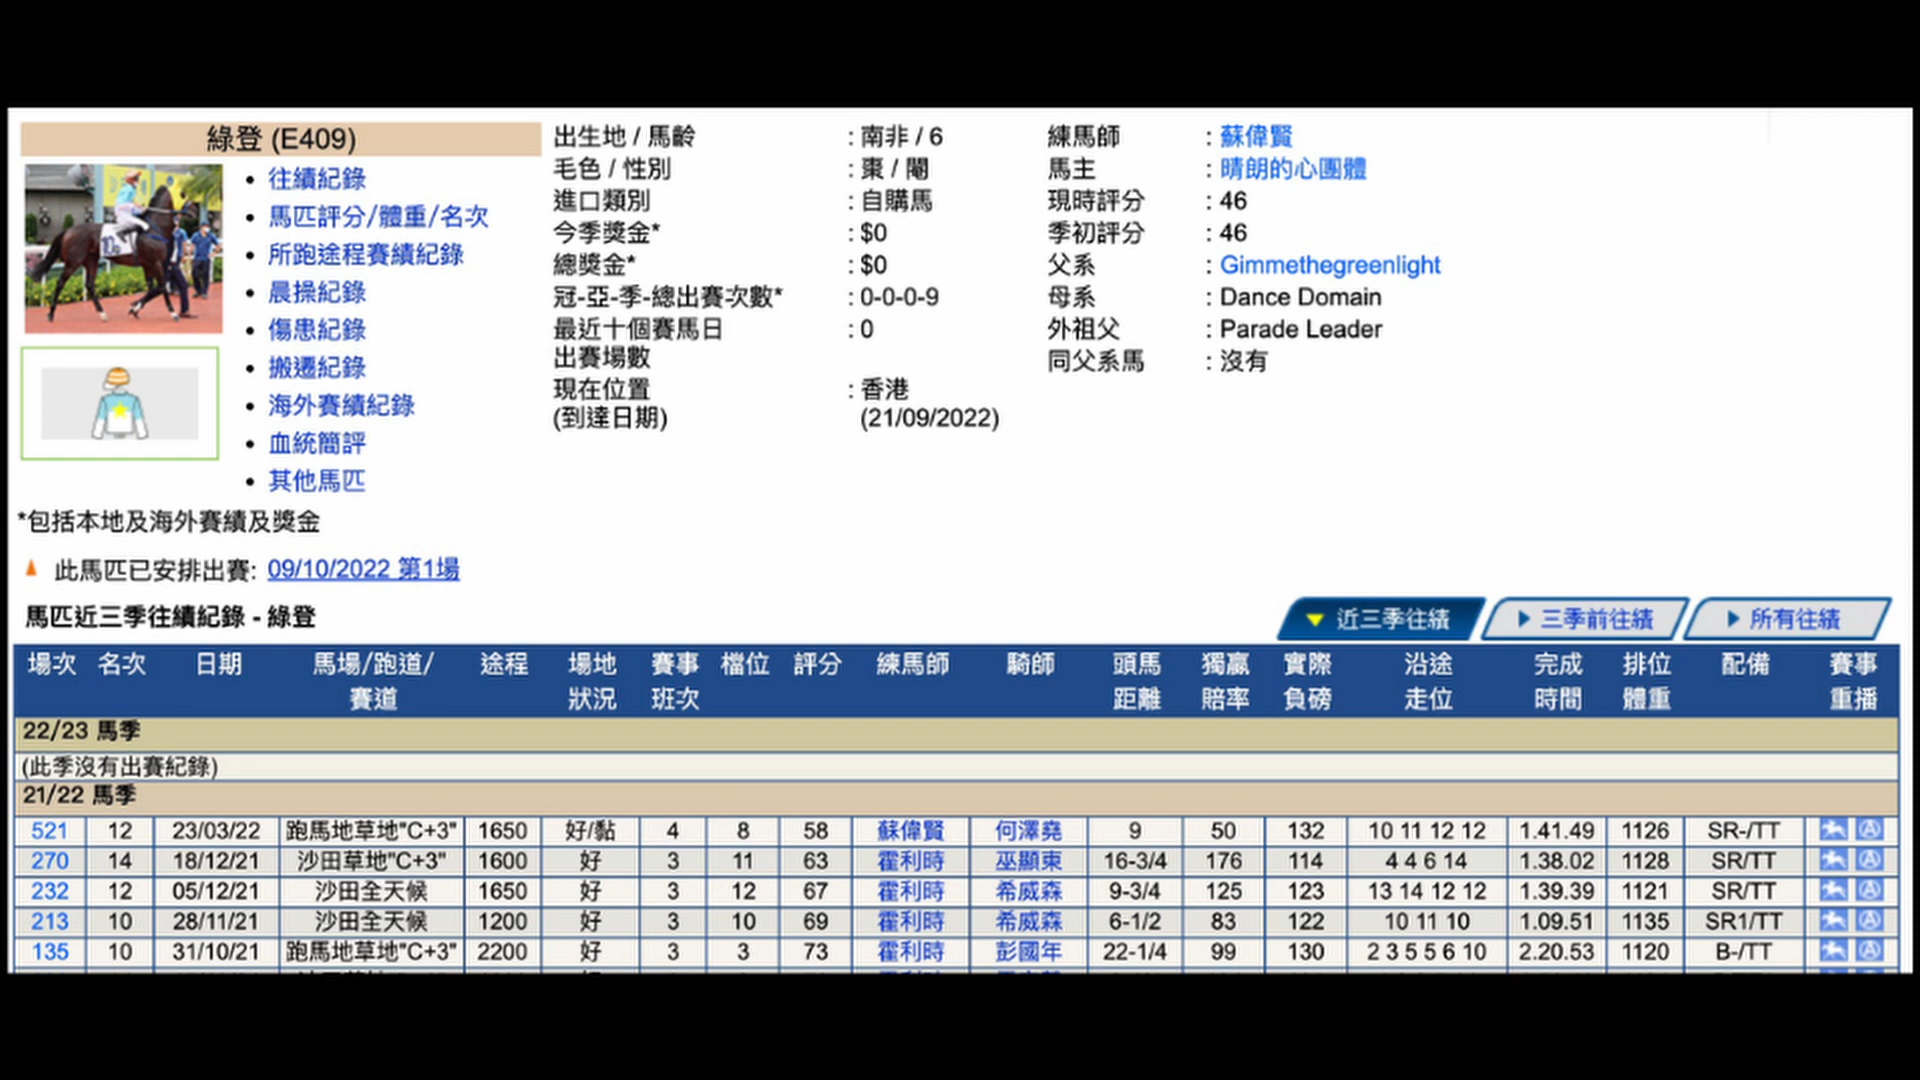 綠登 (E409)
往績紀錄
馬匹評分/體重/名次
所跑途程賽績紀錄
晨操紀錄
傷患紀錄
搬遷紀錄
海外賽績紀錄
血統簡評
其他馬匹
出生地 / 馬齡 : 南非 / 6
毛色 / 性別 : 棗 / 閹
進口類別 : 自購馬
今季獎金* : $0
總獎金* : $0
冠-亞-季-總出賽次數* : 0-0-0-9
最近十個賽馬日 : 0
出賽場數
現在位置 : 香港
(到達日期) (21/09/2022)
練馬師 : 蘇偉賢
馬主 : 晴朗的心團體
現時評分 : 46
季初評分 : 46
父系 : Gimmethegreenlight
母系 : Dance Domain
外祖父 : Parade Leader
同父系馬 : 沒有
*包括本地及海外賽績及獎金
此馬匹已安排出賽: 09/10/2022 第1場
馬匹近三季往績紀錄 - 綠登
近三季往績 三季前往績 所有往績
場次 名次 日期 馬場/跑道/ 途程 場地 賽事 檔位 評分 練馬師 騎師 頭馬 獨贏 實際 沿途 完成 排位 配備 賽事
賽道 狀況 班次 距離 賠率 負磅 走位 時間 體重 重播
22/23 馬季
(此季沒有出賽紀錄)
21/22 馬季
521 12 23/03/22 跑馬地草地"C+3" 1650 好/黏 4 8 58 蘇偉賢 何澤堯 9 50 132 10 11 12 12 1.41.49 1126 SR-/TT
270 14 18/12/21 沙田草地"C+3" 1600 好 3 11 63 霍利時 巫顯東 16-3/4 176 114 4 4 6 14 1.38.02 1128 SR/TT
232 12 05/12/21 沙田全天候 1650 好 3 12 67 霍利時 希威森 9-3/4 125 123 13 14 12 12 1.39.39 1121 SR/TT
213 10 28/11/21 沙田全天候 1200 好 3 10 69 霍利時 希威森 6-1/2 83 122 10 11 10 1.09.51 1135 SR1/TT
135 10 31/10/21 跑馬地草地"C+3" 2200 好 3 3 73 霍利時 彭國年 22-1/4 99 130 2 3 5 5 6 10 2.20.53 1120 B-/TT